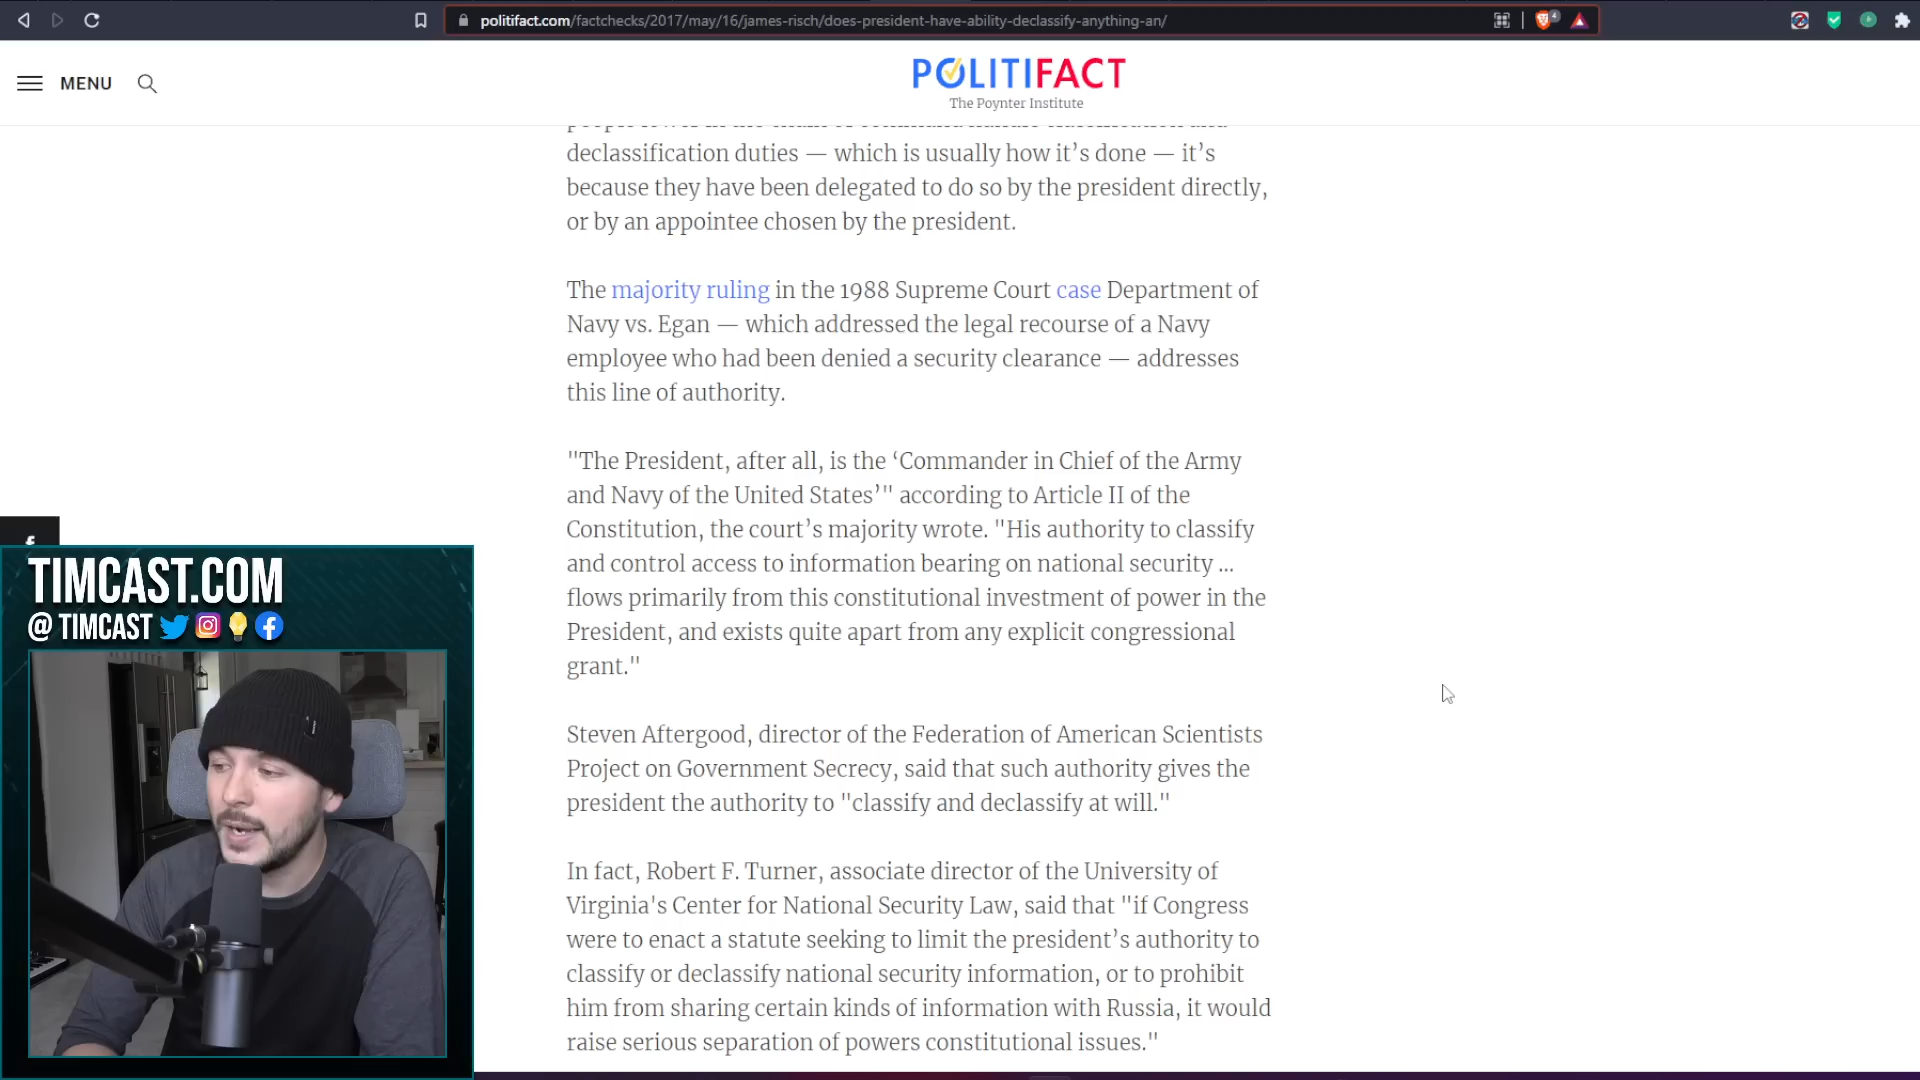 politifact.com/factchecks/2017/may/16/james-risch/does-president-have-ability-declassify-anything-an/
4
MENU
POLITIFACT
The Poynter Institute
declassification duties — which is usually how it’s done — it’s
because they have been delegated to do so by the president directly,
or by an appointee chosen by the president.
The majority ruling in the 1988 Supreme Court case Department of
Navy vs. Egan — which addressed the legal recourse of a Navy
employee who had been denied a security clearance — addresses
this line of authority.
"The President, after all, is the ‘Commander in Chief of the Army
and Navy of the United States’" according to Article II of the
Constitution, the court’s majority wrote. "His authority to classify
and control access to information bearing on national security ...
flows primarily from this constitutional investment of power in the
President, and exists quite apart from any explicit congressional
grant."
Steven Aftergood, director of the Federation of American Scientists
Project on Government Secrecy, said that such authority gives the
president the authority to "classify and declassify at will."
In fact, Robert F. Turner, associate director of the University of
Virginia's Center for National Security Law, said that "if Congress
were to enact a statute seeking to limit the president’s authority to
classify or declassify national security information, or to prohibit
him from sharing certain kinds of information with Russia, it would
raise serious separation of powers constitutional issues."
TIMCAST.COM
@ TIMCAST